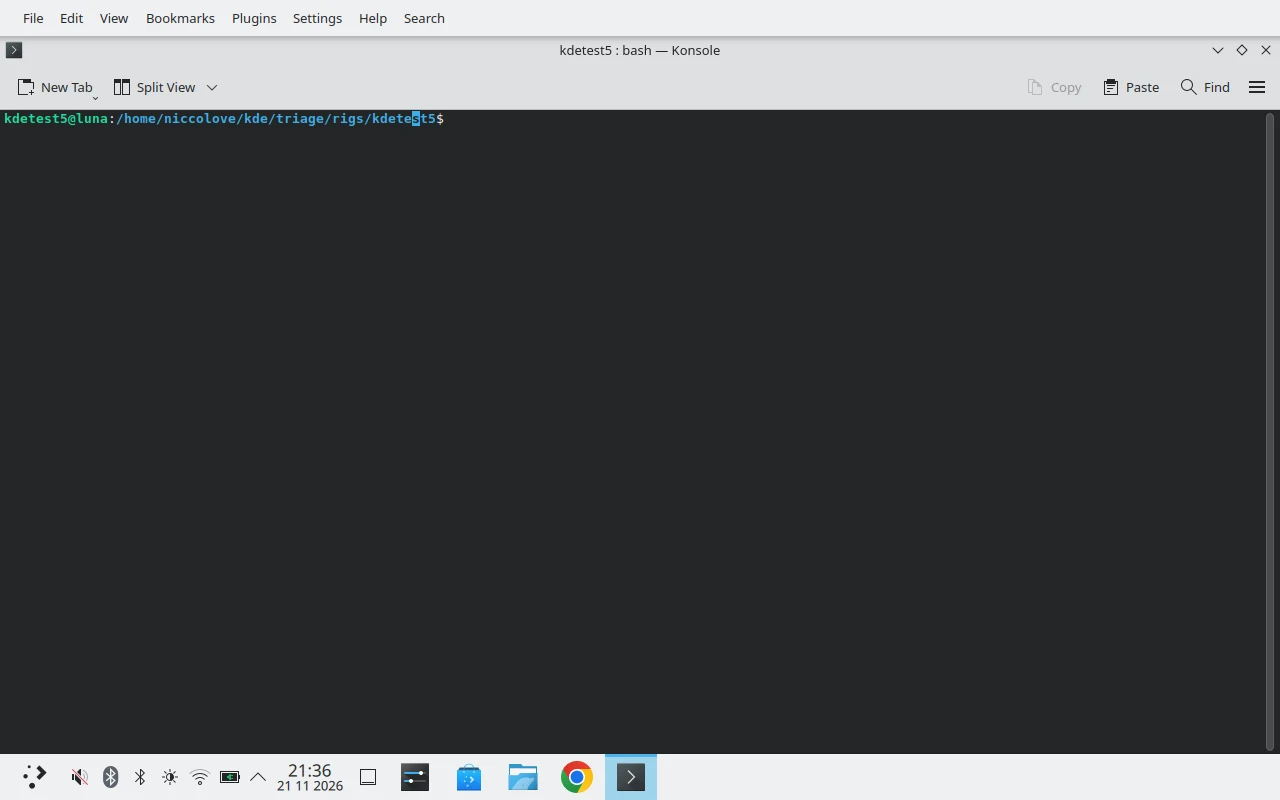 File Edit View Bookmarks Plugins Settings Help Search
kdetest5 : bash — Konsole
New Tab Split View Copy Paste Find
kdetest5@luna:/home/niccolove/kde/triage/rigs/kdetest5$
21:36
21 11 2026